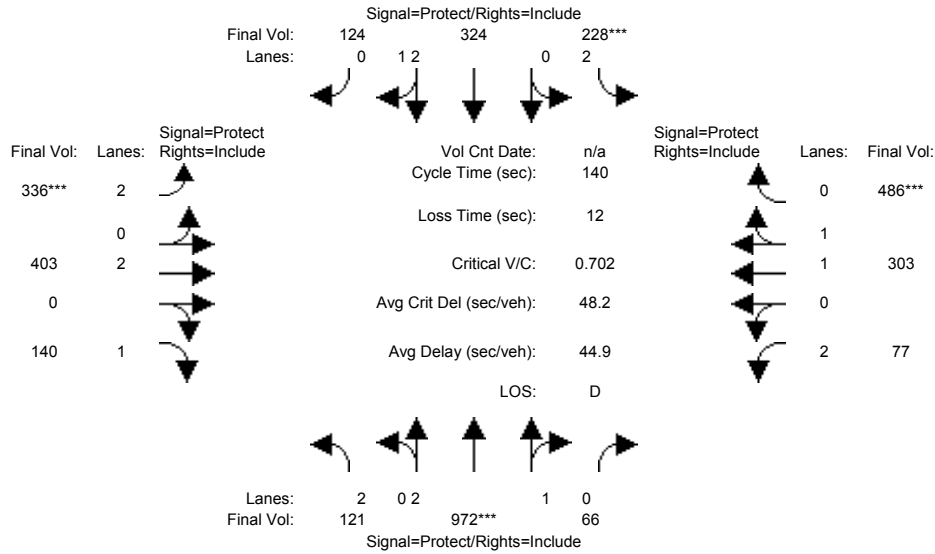 Signal=Protect/Rights=Include
Final Vol: 124 324 228***
Lanes: 0 1 2 0 2
Signal=Protect
Final Vol: Lanes: Rights=Include
Vol Cnt Date: n/a
Signal=Protect
Rights=Include Lanes: Final Vol:
Cycle Time (sec): 140
336*** 2
0 486***
Loss Time (sec): 12
0
1
403 2
Critical V/C: 0.702
1 303
0
Avg Crit Del (sec/veh): 48.2
0
140 1
Avg Delay (sec/veh): 44.9
2 77
LOS: D
Lanes: 2 0 2 1 0
Final Vol: 121 972*** 66
Signal=Protect/Rights=Include